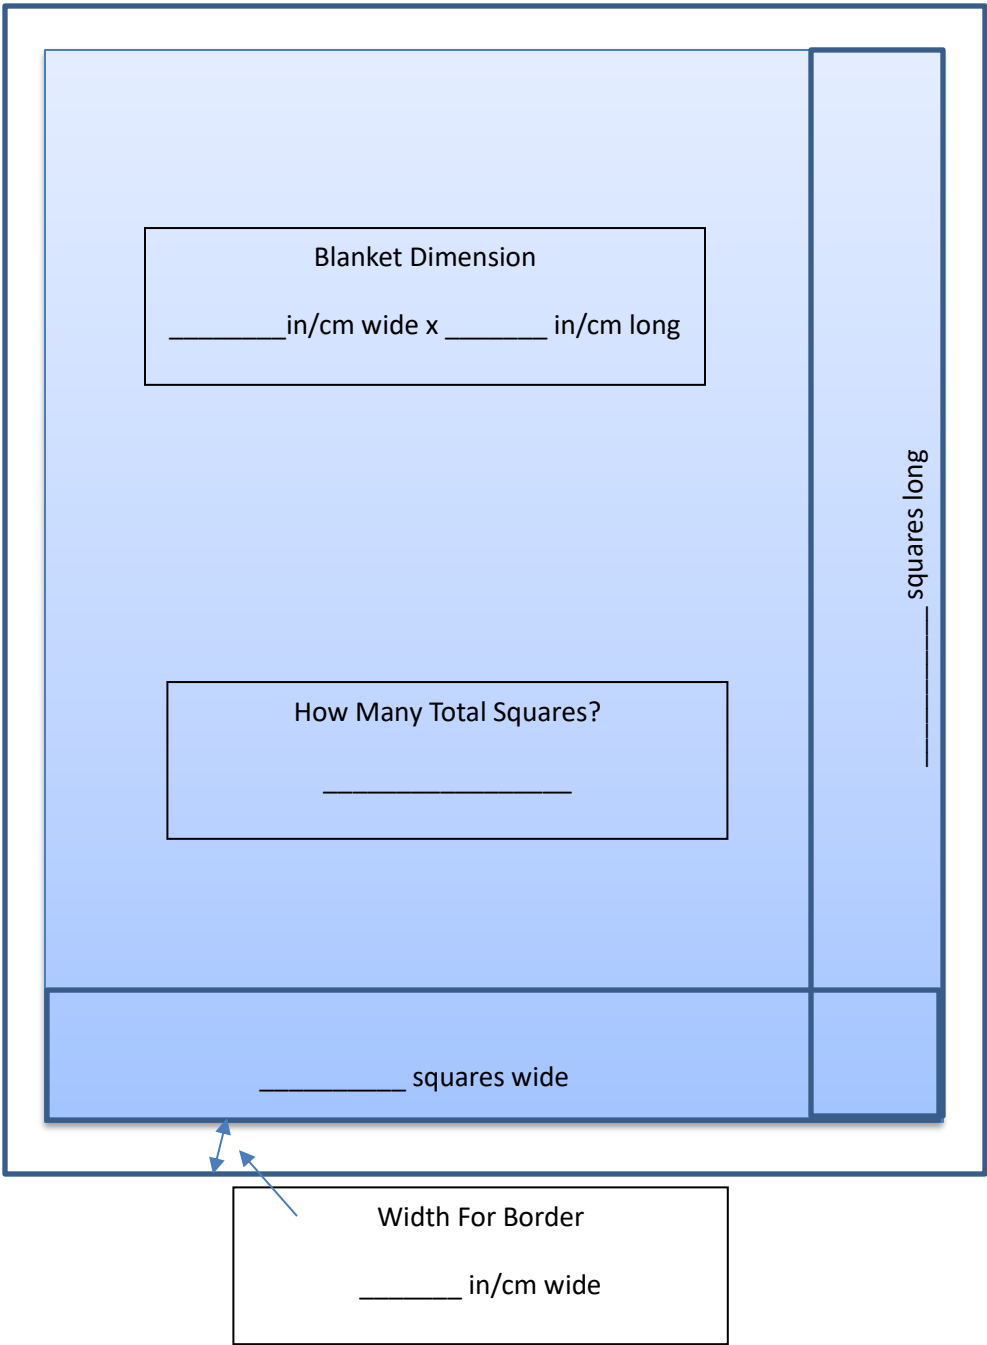 Blanket Dimension
________in/cm wide x _______ in/cm long
___________ squares long
How Many Total Squares?
_________________
__________ squares wide
Width For Border
_______ in/cm wide